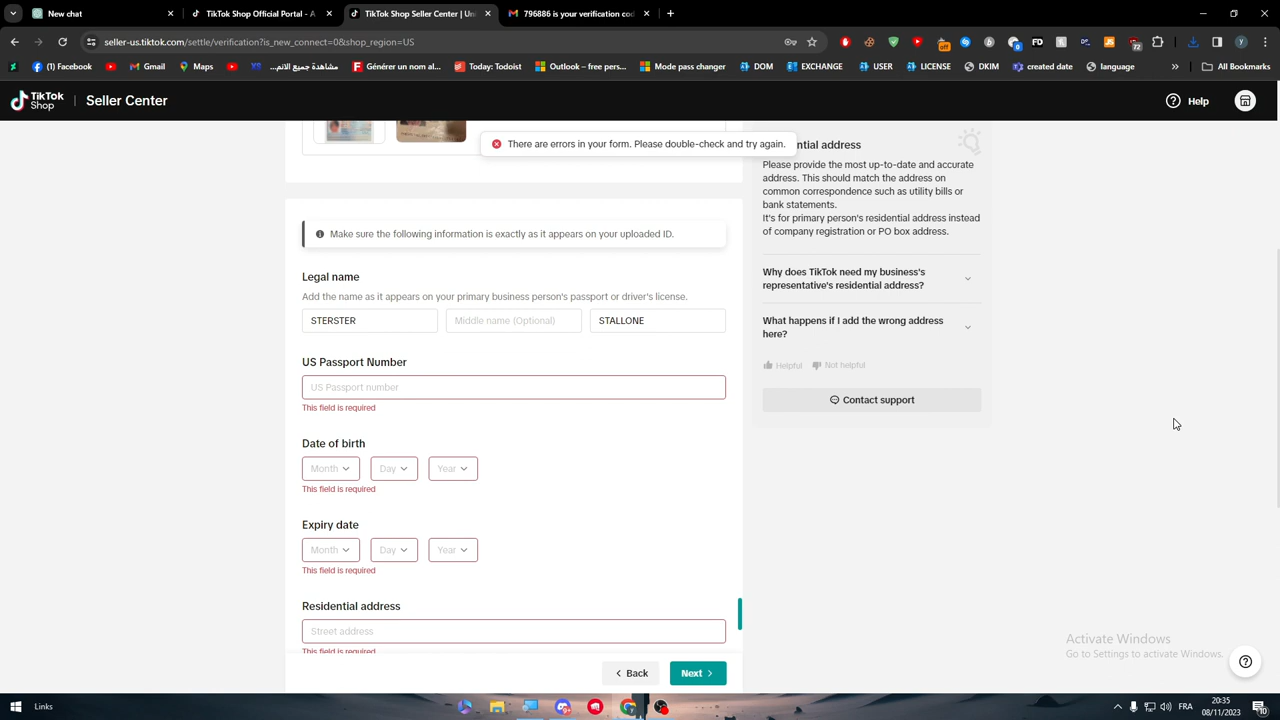 New chat
TikTok Shop Official Portal - A
TikTok Shop Seller Center | Un
796886 is your verification cod
seller-us.tiktok.com/settle/verification?is_new_connect=0&shop_region=US
(1) Facebook
Gmail
Maps
مشاهدة جميع الانم...
Générer un nom al...
Today: Todoist
Outlook – free pers...
Mode pass changer
DOM
EXCHANGE
USER
LICENSE
DKIM
created date
language
»
All Bookmarks
TikTok
Shop
Seller Center
Help
There are errors in your form. Please double-check and try again.
ntial address
Please provide the most up-to-date and accurate
address. This should match the address on
common correspondence such as utility bills or
bank statements.
It's for primary person's residential address instead
of company registration or PO box address.
Why does TikTok need my business's
representative's residential address?
What happens if I add the wrong address
here?
Helpful
Not helpful
Contact support
Make sure the following information is exactly as it appears on your uploaded ID.
Legal name
Add the name as it appears on your primary business person's passport or driver's license.
STERSTER
Middle name (Optional)
STALLONE
US Passport Number
US Passport number
This field is required
Date of birth
Month
Day
Year
This field is required
Expiry date
Month
Day
Year
This field is required
Residential address
Street address
This field is required
Back
Next
Activate Windows
Go to Settings to activate Windows.
Links
FRA
20:35
08/11/2023